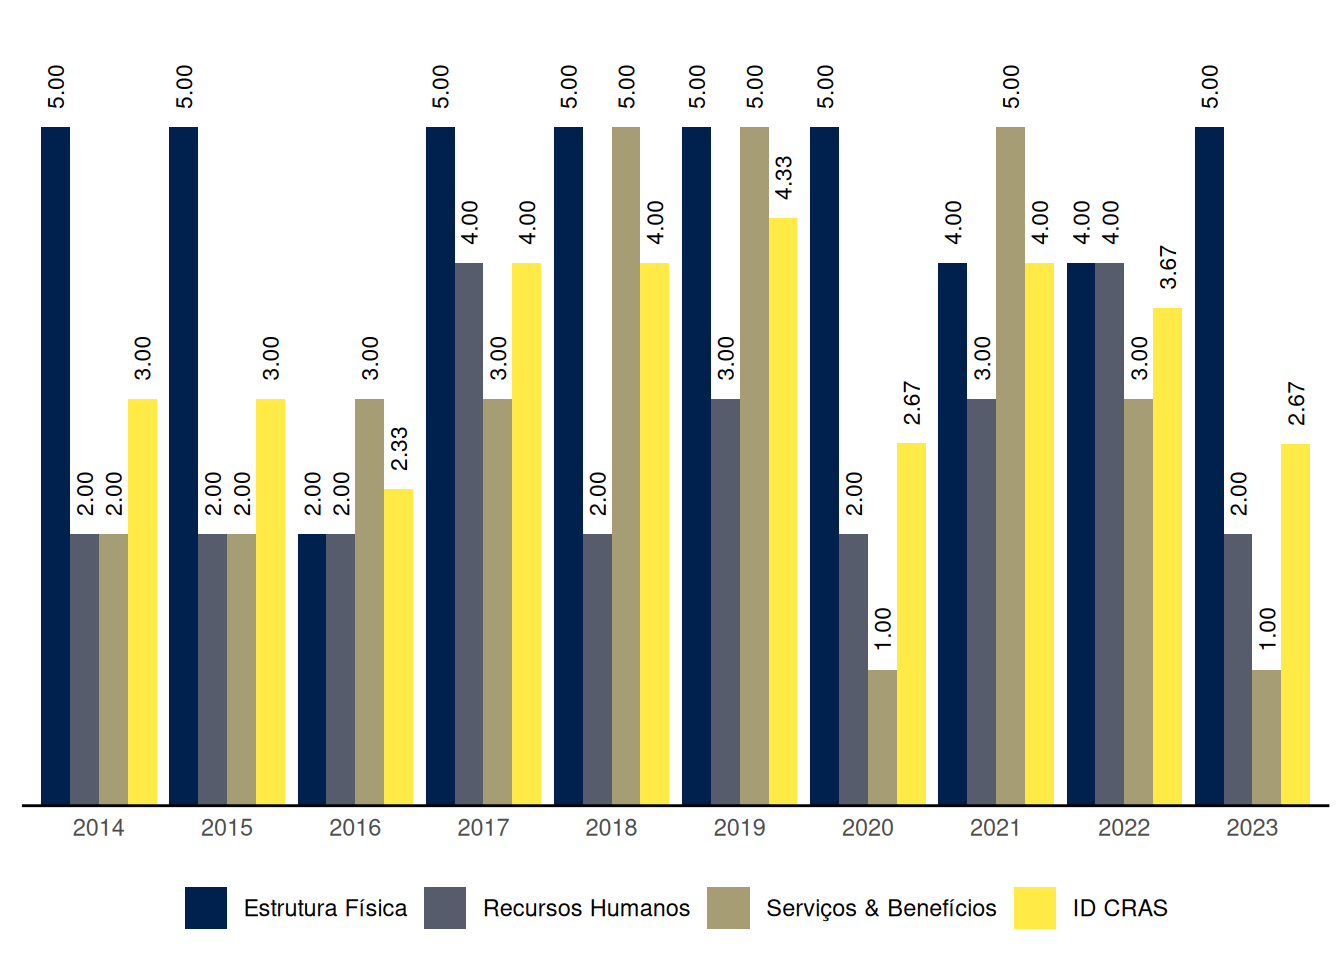 5.00 2.00 2.00 3.00
5.00 2.00 2.00 3.00
2.00 2.00 3.00 2.33
5.00 4.00 3.00 4.00
5.00 2.00 5.00 4.00
5.00 3.00 5.00 4.33
5.00 2.00 1.00 2.67
4.00 3.00 5.00 4.00
4.00 4.00 3.00 3.67
5.00 2.00 1.00 2.67
2014 2015 2016 2017 2018 2019 2020 2021 2022 2023
Estrutura Física Recursos Humanos Serviços & Benefícios ID CRAS